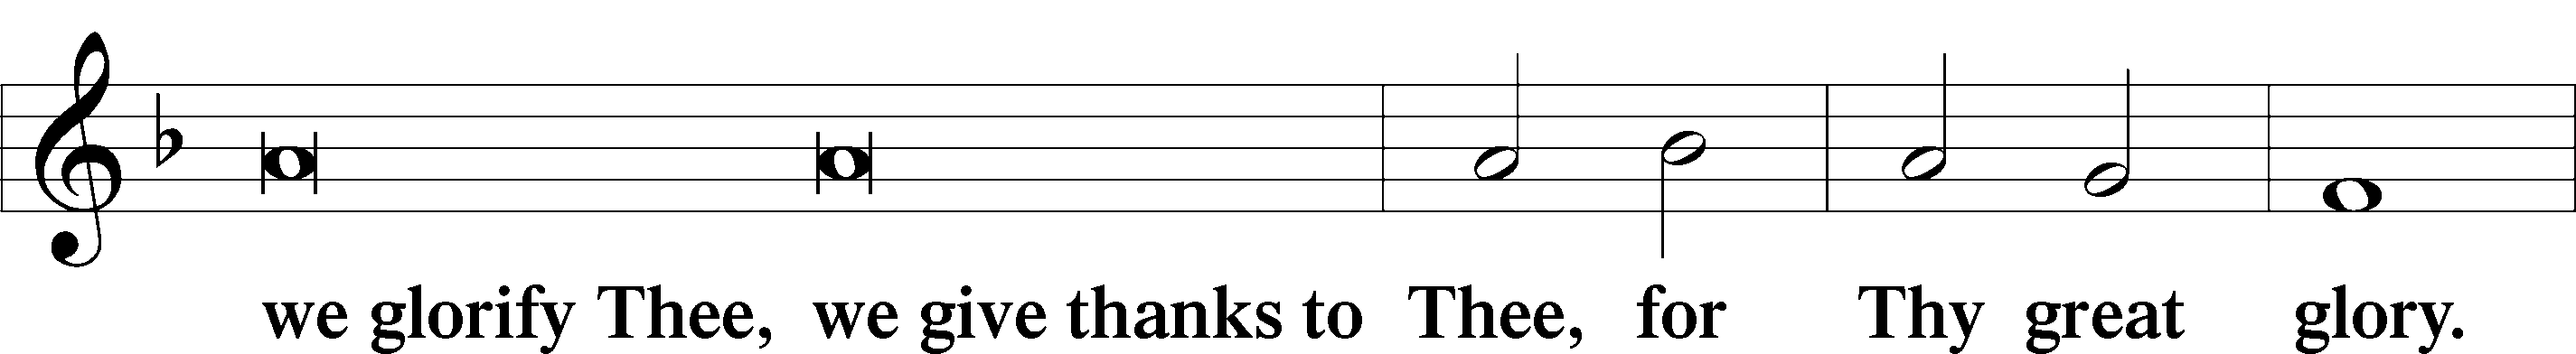 we glorify Thee, we give thanks to Thee, for Thy great glory.